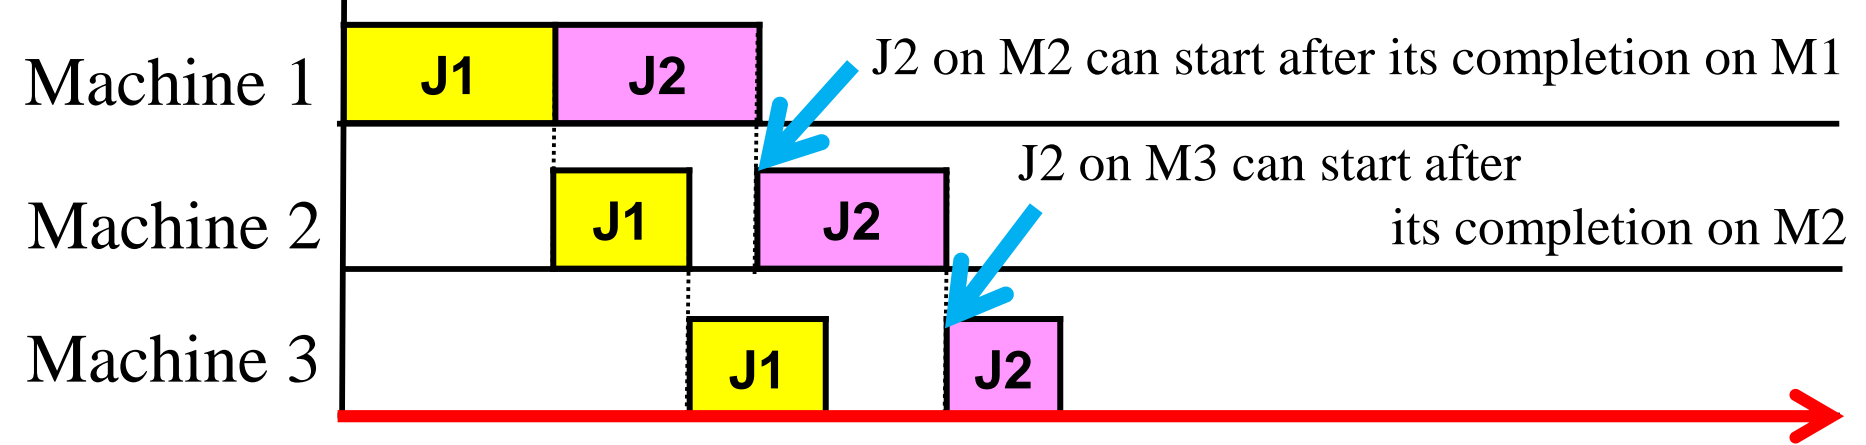 Machine 1
J1
J2
J2 on M2 can start after its completion on M1
Machine 2
J1
J2
J2 on M3 can start after
its completion on M2
Machine 3
J1
J2